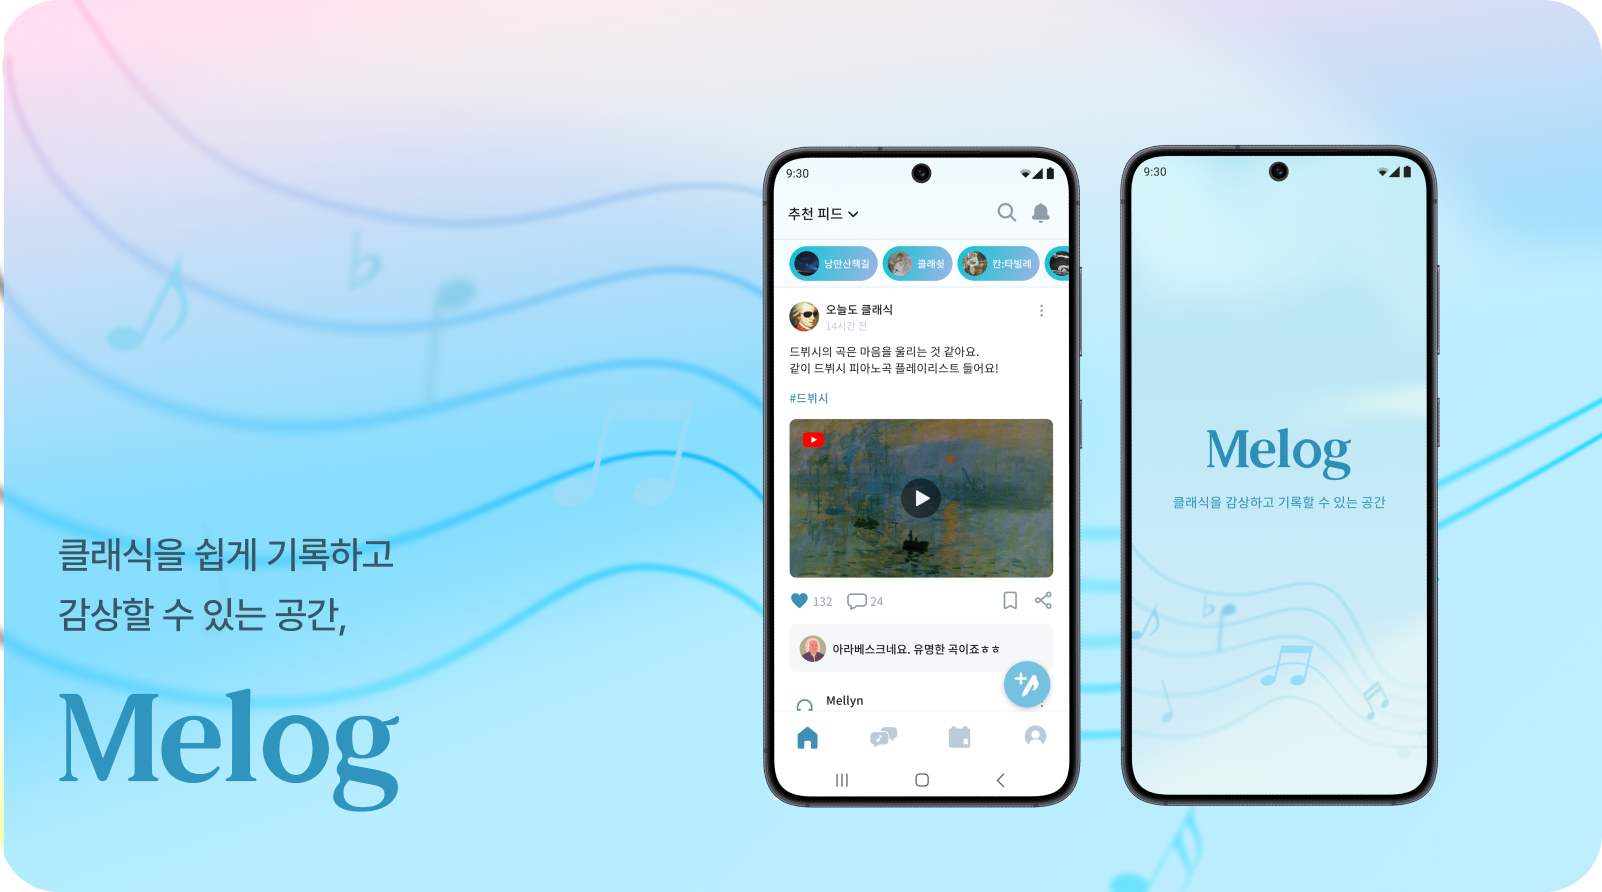 클래식을 쉽게 기록하고
감상할 수 있는 공간,
Melog
9:30
추천 피드
낭만산책길
클래쉿
칸:타빌레
오늘도 클래식
14시간 전
드뷔시의 곡은 마음을 울리는 것 같아요.
같이 드뷔시 피아노곡 플레이리스트 들어요!
#드뷔시
132
24
아라베스크네요. 유명한 곡이죠ㅎㅎ
Mellyn
9:30
Melog
클래식을 감상하고 기록할 수 있는 공간